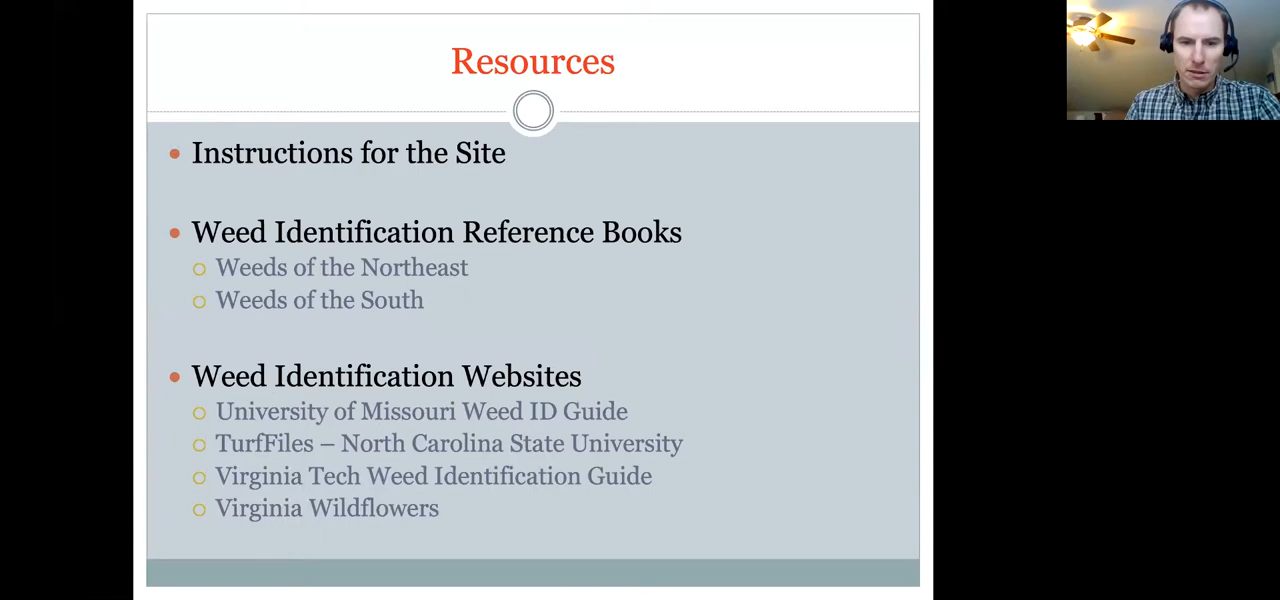 Resources
Instructions for the Site
Weed Identification Reference Books
Weeds of the Northeast
Weeds of the South
Weed Identification Websites
University of Missouri Weed ID Guide
TurfFiles – North Carolina State University
Virginia Tech Weed Identification Guide
Virginia Wildflowers